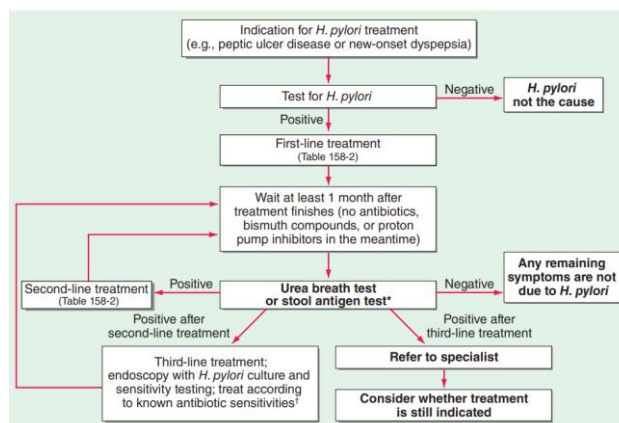 Indication for H. pylori treatment
(e.g., peptic ulcer disease or new-onset dyspepsia)
Test for H. pylori
Negative
H. pylori
not the cause
Positive
First-line treatment
(Table 158-2)
Wait at least 1 month after
treatment finishes (no antibiotics,
bismuth compounds, or proton
pump inhibitors in the meantime)
Second-line treatment
(Table 158-2)
Positive
Urea breath test
or stool antigen test*
Negative
Any remaining
symptoms are not
due to H. pylori
Positive after
second-line treatment
Positive after
third-line treatment
Third-line treatment;
endoscopy with H. pylori culture and
sensitivity testing; treat according
to known antibiotic sensitivities†
Refer to specialist
Consider whether treatment
is still indicated